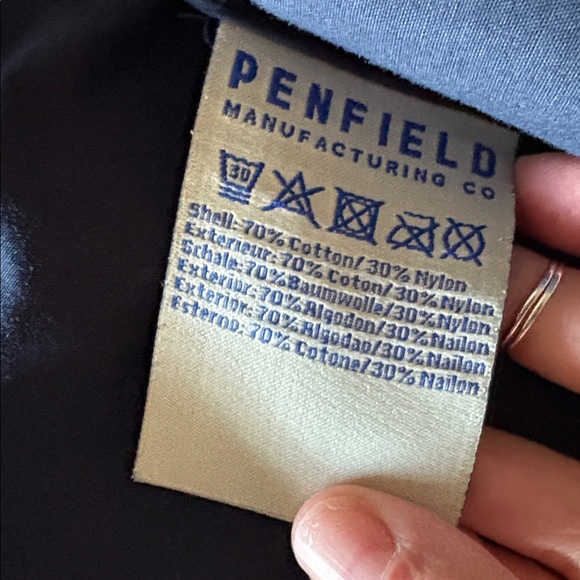 PENFIELD
MANUFACTURING CO
30
Shell: 70% Cotton/30% Nylon
Exterieur: 70% Coton/30% Nylon
Schale: 70% Baumwolle/30% Nylon
Exterior: 70% Algodon/30% Nailon
Exterior: 70% Algodao/30% Nailon
Esterno: 70% Cotone/30% Nailon